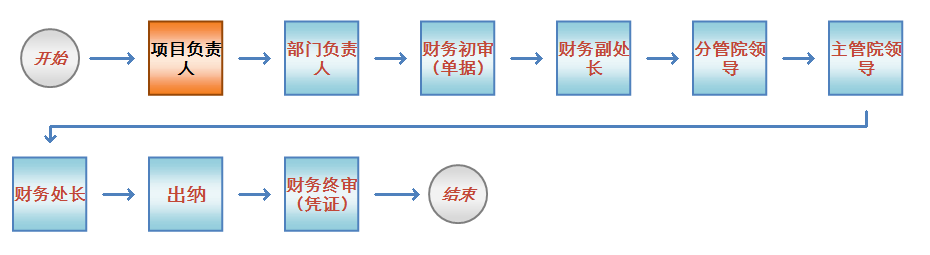 开始
项目负责
人
部门负责
人
财务初审
（单据）
财务副处
长
分管院领
导
主管院领
导
财务处长
出纳
财务终审
（凭证）
结束